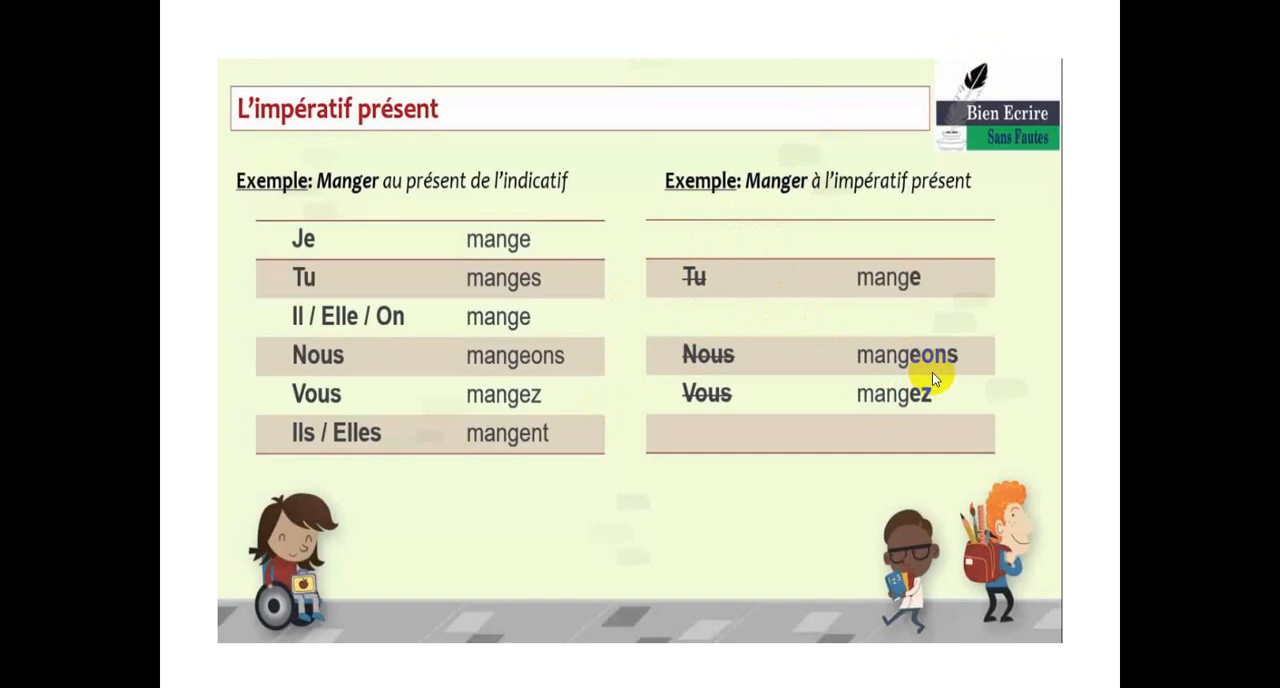 L'impératif présent
Bien Ecrire
Sans Fautes
Exemple: Manger au présent de l'indicatif
Je mange
Tu manges
Il / Elle / On mange
Nous mangeons
Vous mangez
Ils / Elles mangent
Exemple: Manger à l'impératif présent
Tu mange
Nous mangeons
Vous mangez